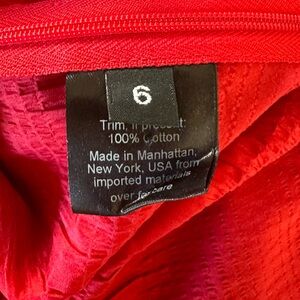 6
Trim, if present:
100% Cotton
Made in Manhattan,
New York, USA from
imported materials
over for care